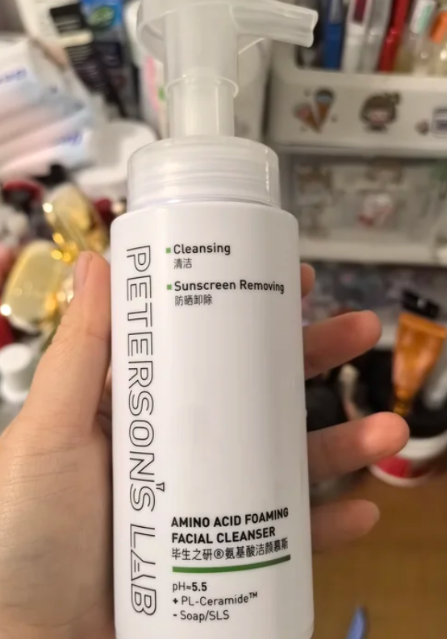 PETERSON'S LAB
Cleansing
清洁
Sunscreen Removing
防晒卸除
AMINO ACID FOAMING
FACIAL CLEANSER
毕生之研®氨基酸洁颜慕斯
pH≈5.5
+ PL-Ceramide™
- Soap/SLS